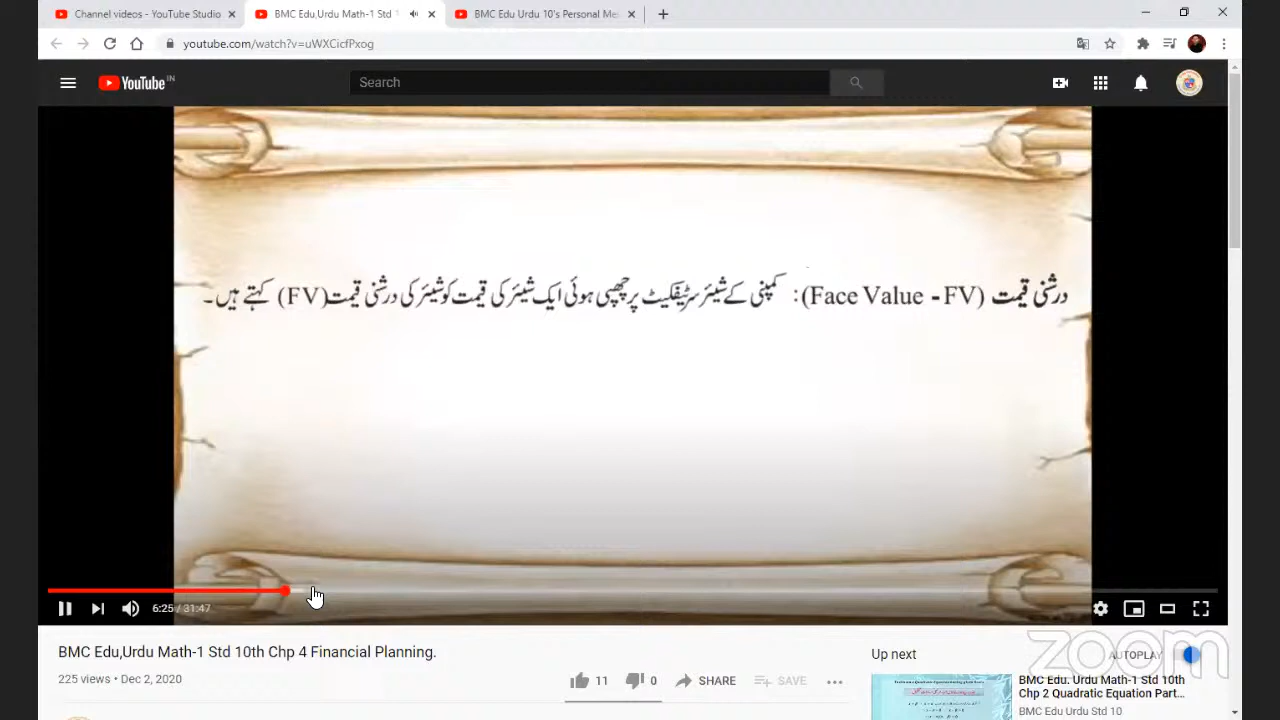 Channel videos - YouTube Studio
BMC Edu,Urdu Math-1 Std 1
BMC Edu Urdu 10's Personal Me
youtube.com/watch?v=uWXCicfPxog
YouTube IN
Search
درشنی قیمت (Face Value - FV): کمپنی کے شیئر سرٹیفکیٹ پر چھپی ہوئی ایک شیئر کی قیمت کو شیئر کی درشنی قیمت (FV) کہتے ہیں۔
6:25 / 31:47
BMC Edu,Urdu Math-1 Std 10th Chp 4 Financial Planning.
225 views • Dec 2, 2020
11
0
SHARE
SAVE
Up next
AUTOPLAY
zoom
BMC Edu. Urdu Math-1 Std 10th
Chp 2 Quadratic Equation Part...
BMC Edu Urdu Std 10